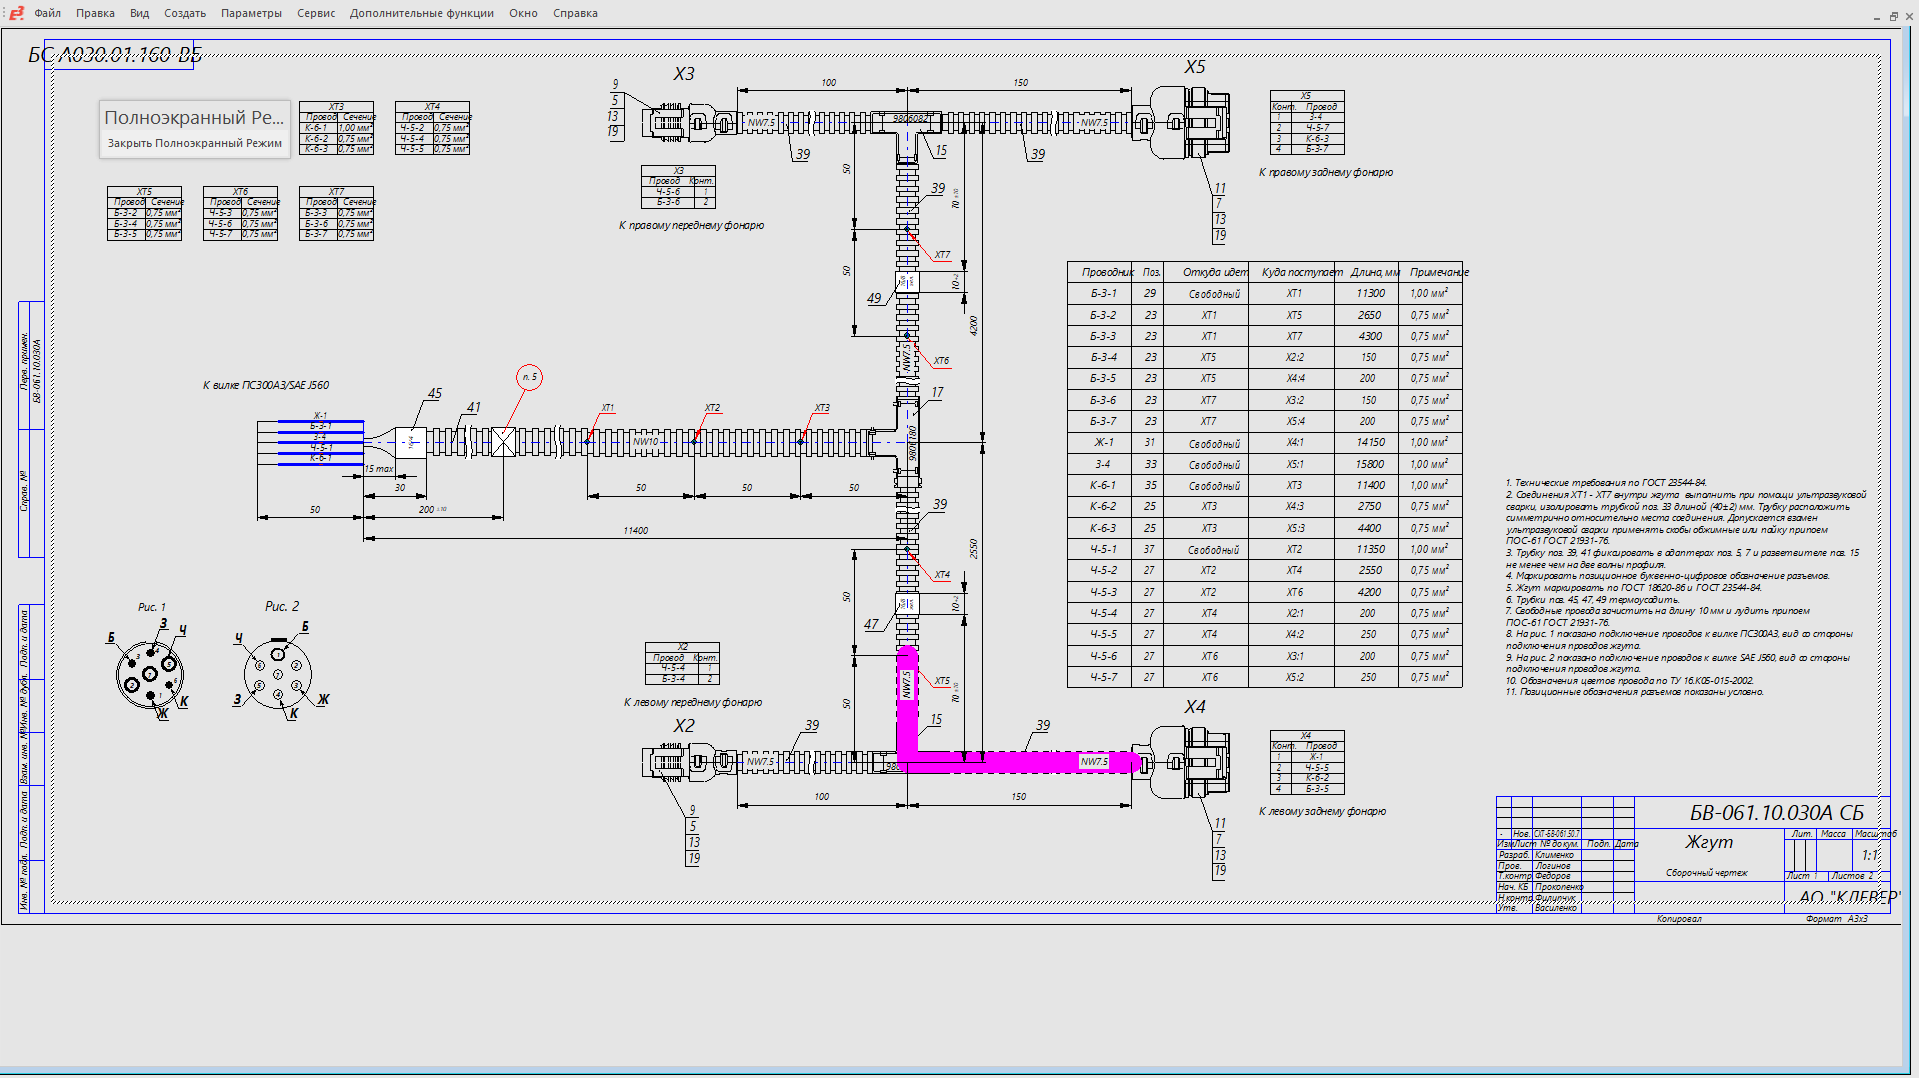 Файл Правка Вид Создать Параметры Сервис Дополнительные функции Окно Справка
Полноэкранный Ре...
Закрыть Полноэкранный Режим
XT3
Провод Сечение
К-6-1 1,00 мм²
К-6-2 0,75 мм²
К-6-3 0,75 мм²
XT4
Провод Сечение
Ч-5-2 0,75 мм²
Ч-5-4 0,75 мм²
Ч-5-5 0,75 мм²
XT5
Провод Сечение
Б-3-2 0,75 мм²
Б-3-4 0,75 мм²
Б-3-5 0,75 мм²
XT6
Провод Сечение
Ч-5-3 0,75 мм²
Ч-5-6 0,75 мм²
Ч-5-7 0,75 мм²
XT7
Провод Сечение
Б-3-3 0,75 мм²
Б-3-6 0,75 мм²
Б-3-7 0,75 мм²
X3
9
5
13
19
100
150
NW7.5
9806082
NW7.5
39
15
39
X5
11
7
13
19
X5
Конт. Провод
1 З-4
2 Ч-5-7
3 К-6-3
4 Б-3-7
К правому заднему фонарю
X3
Провод Конт.
Ч-5-6 1
Б-3-6 2
К правому переднему фонарю
50
39
70 ±10
XT7
50
49
10±2
4200
NW7.5
XT6
17
Проводник Поз. Откуда идет Куда поступает Длина, мм Примечание
Б-3-1 29 Свободный XT1 11300 1,00 мм²
Б-3-2 23 XT1 XT5 2650 0,75 мм²
Б-3-3 23 XT1 XT7 4300 0,75 мм²
Б-3-4 23 XT5 X2:2 150 0,75 мм²
Б-3-5 23 XT5 X4:4 200 0,75 мм²
Б-3-6 23 XT7 X3:2 150 0,75 мм²
Б-3-7 23 XT7 X5:4 200 0,75 мм²
Ж-1 31 Свободный X4:1 14150 1,00 мм²
З-4 33 Свободный X5:1 15800 1,00 мм²
К-6-1 35 Свободный XT3 11400 1,00 мм²
К-6-2 25 XT3 X4:3 2750 0,75 мм²
К-6-3 25 XT3 X5:3 4400 0,75 мм²
Ч-5-1 37 Свободный XT2 11350 1,00 мм²
Ч-5-2 27 XT2 XT4 2550 0,75 мм²
Ч-5-3 27 XT2 XT6 4200 0,75 мм²
Ч-5-4 27 XT4 X2:1 200 0,75 мм²
Ч-5-5 27 XT4 X4:2 250 0,75 мм²
Ч-5-6 27 XT6 X3:1 200 0,75 мм²
Ч-5-7 27 XT6 X5:2 250 0,75 мм²
К вилке ПС300А3/SAE J560
Ж-1
Б-3-1
З-4
Ч-5-1
К-6-1
45
41
п. 5
XT1
XT2
XT3
NW10
15 max
30
50
200 ±10
50
50
50
11400
39
2550
XT4
50
10±2
47
50
NW7.5
XT5
70 ±10
15
Рис. 1
Б
З
Ч
К
Ж
Рис. 2
Ч
Б
З
К
Ж
X2
Провод Конт.
Ч-5-4 1
Б-3-4 2
К левому переднему фонарю
X2
NW7.5
39
39
NW7.5
100
150
9
5
13
19
X4
11
7
13
19
X4
Конт. Провод
1 Ж-1
2 Ч-5-5
3 К-6-2
4 Б-3-5
К левому заднему фонарю
1. Технические требования по ГОСТ 23544-84.
2. Соединения ХТ1 - ХТ7 внутри жгута выполнить при помощи ультразвуковой
сварки, изолировать трубкой поз. 33 длиной (40±2) мм. Трубку расположить
симметрично относительно места соединения. Допускается взамен
ультразвуковой сварки применять скобы обжимные или пайку припоем
ПОС-61 ГОСТ 21931-76.
3. Трубку поз. 39, 41 фиксировать в адаптерах поз. 5, 7 и разветвителе поз. 15
не менее чем на две волны профиля.
4. Маркировать позиционное буквенно-цифровое обозначение разъемов.
5. Жгут маркировать по ГОСТ 18620-86 и ГОСТ 23544-84.
6. Трубки поз. 45, 47, 49 термоусадить.
7. Свободные провода зачистить на длину 10 мм и лудить припоем
ПОС-61 ГОСТ 21931-76.
8. На рис. 1 показано подключение проводов к вилке ПС300А3, вид со стороны
подключения проводов жгута.
9. На рис. 2 показано подключение проводов к вилке SAE J560, вид со стороны
подключения проводов жгута.
10. Обозначения цветов провода по ТУ 16.К05-015-2002.
11. Позиционные обозначения разъемов показаны условно.
Перв. примен.
БВ-061.10.030А
Справ. №
Подп. и дата
Инв. № дубл.
Взам. инв. №
Подп. и дата
Инв. № подл.
БВ-061.10.030А СБ
Жгут
Сборочный чертеж
- Нов. СХТ-БВ-061.50.7
Изм Лист № докум. Подп. Дата
Разраб. Клименко
Пров. Логинов
Т.контр Федоров
Нач. КБ Прокопенко
Н.контр Филипчук
Утв. Василенко
Лит. Масса Масштаб
1:1
Лист 1 Листов 2
АО "КЛЕВЕР"
Копировал
Формат А3х3